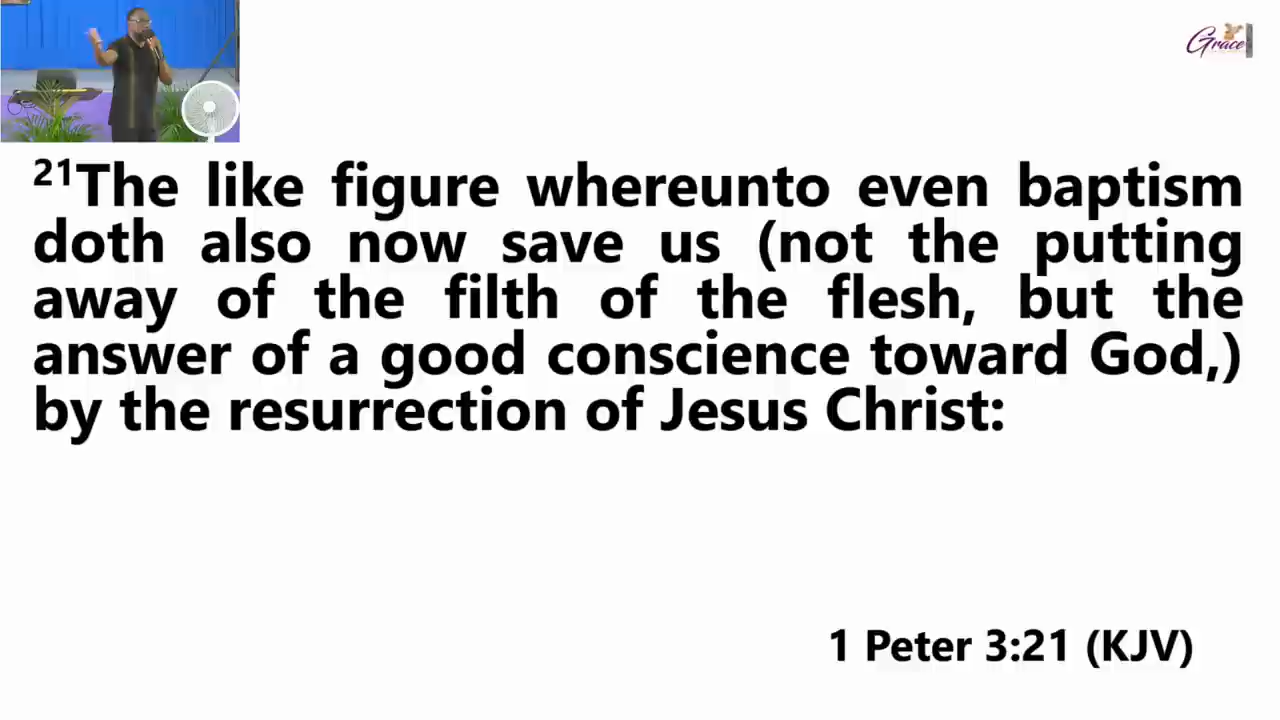 Grace
21The like figure whereunto even baptism
doth also now save us (not the putting
away of the filth of the flesh, but the
answer of a good conscience toward God,)
by the resurrection of Jesus Christ:
1 Peter 3:21 (KJV)